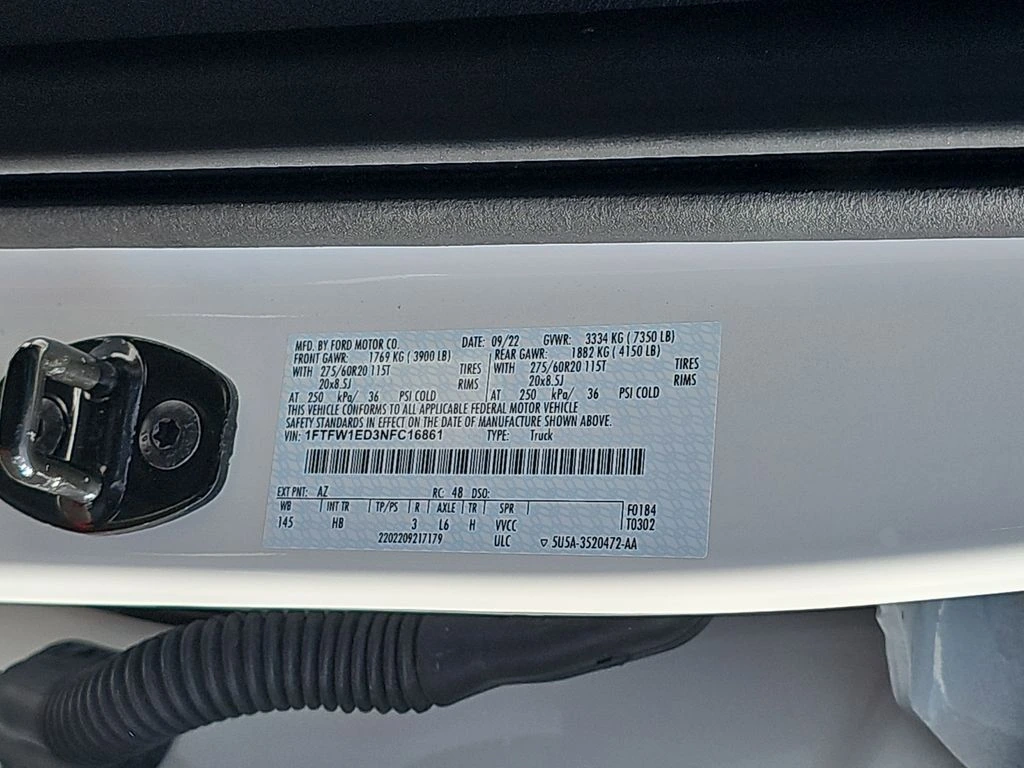 MFD. BY FORD MOTOR CO. DATE: 09/22 GVWR: 3334 KG ( 7350 LB)
FRONT GAWR: 1769 KG ( 3900 LB) REAR GAWR: 1882 KG ( 4150 LB)
WITH 275/60R20 115T TIRES WITH 275/60R20 115T TIRES
20x8.5J RIMS 20x8.5J RIMS
AT 250 kPa/ 36 PSI COLD AT 250 kPa/ 36 PSI COLD
THIS VEHICLE CONFORMS TO ALL APPLICABLE FEDERAL MOTOR VEHICLE
SAFETY STANDARDS IN EFFECT ON THE DATE OF MANUFACTURE SHOWN ABOVE.
VIN: 1FTFW1ED3NFC16861 TYPE: Truck
EXT PNT: AZ RC: 48 DSO:
WB INT TR TP/PS R AXLE TR SPR F0184
145 HB 3 L6 H VVCC T0302
2202209217179 ULC ▽ 5U5A-3520472-AA